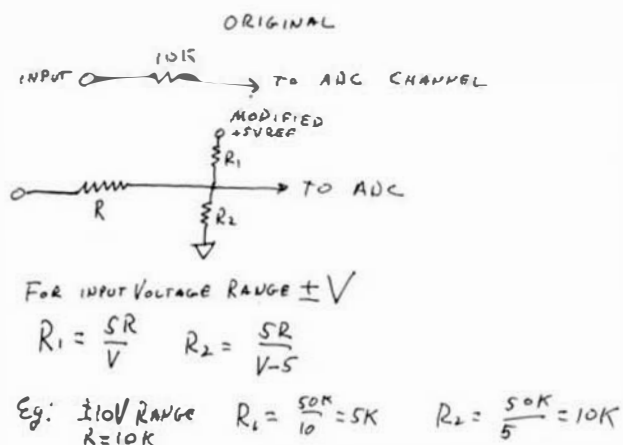 ORIGINAL
10K
INPUT
TO ADC CHANNEL
MODIFIED
+5VREF
R1
R
R2
TO ADC
FOR INPUT VOLTAGE RANGE ± V
R1 = 5R/V R2 = 5R/V-5
Eg: ±10V RANGE R1 = 50K/10 = 5K R2 = 50K/5 = 10K
R=10K